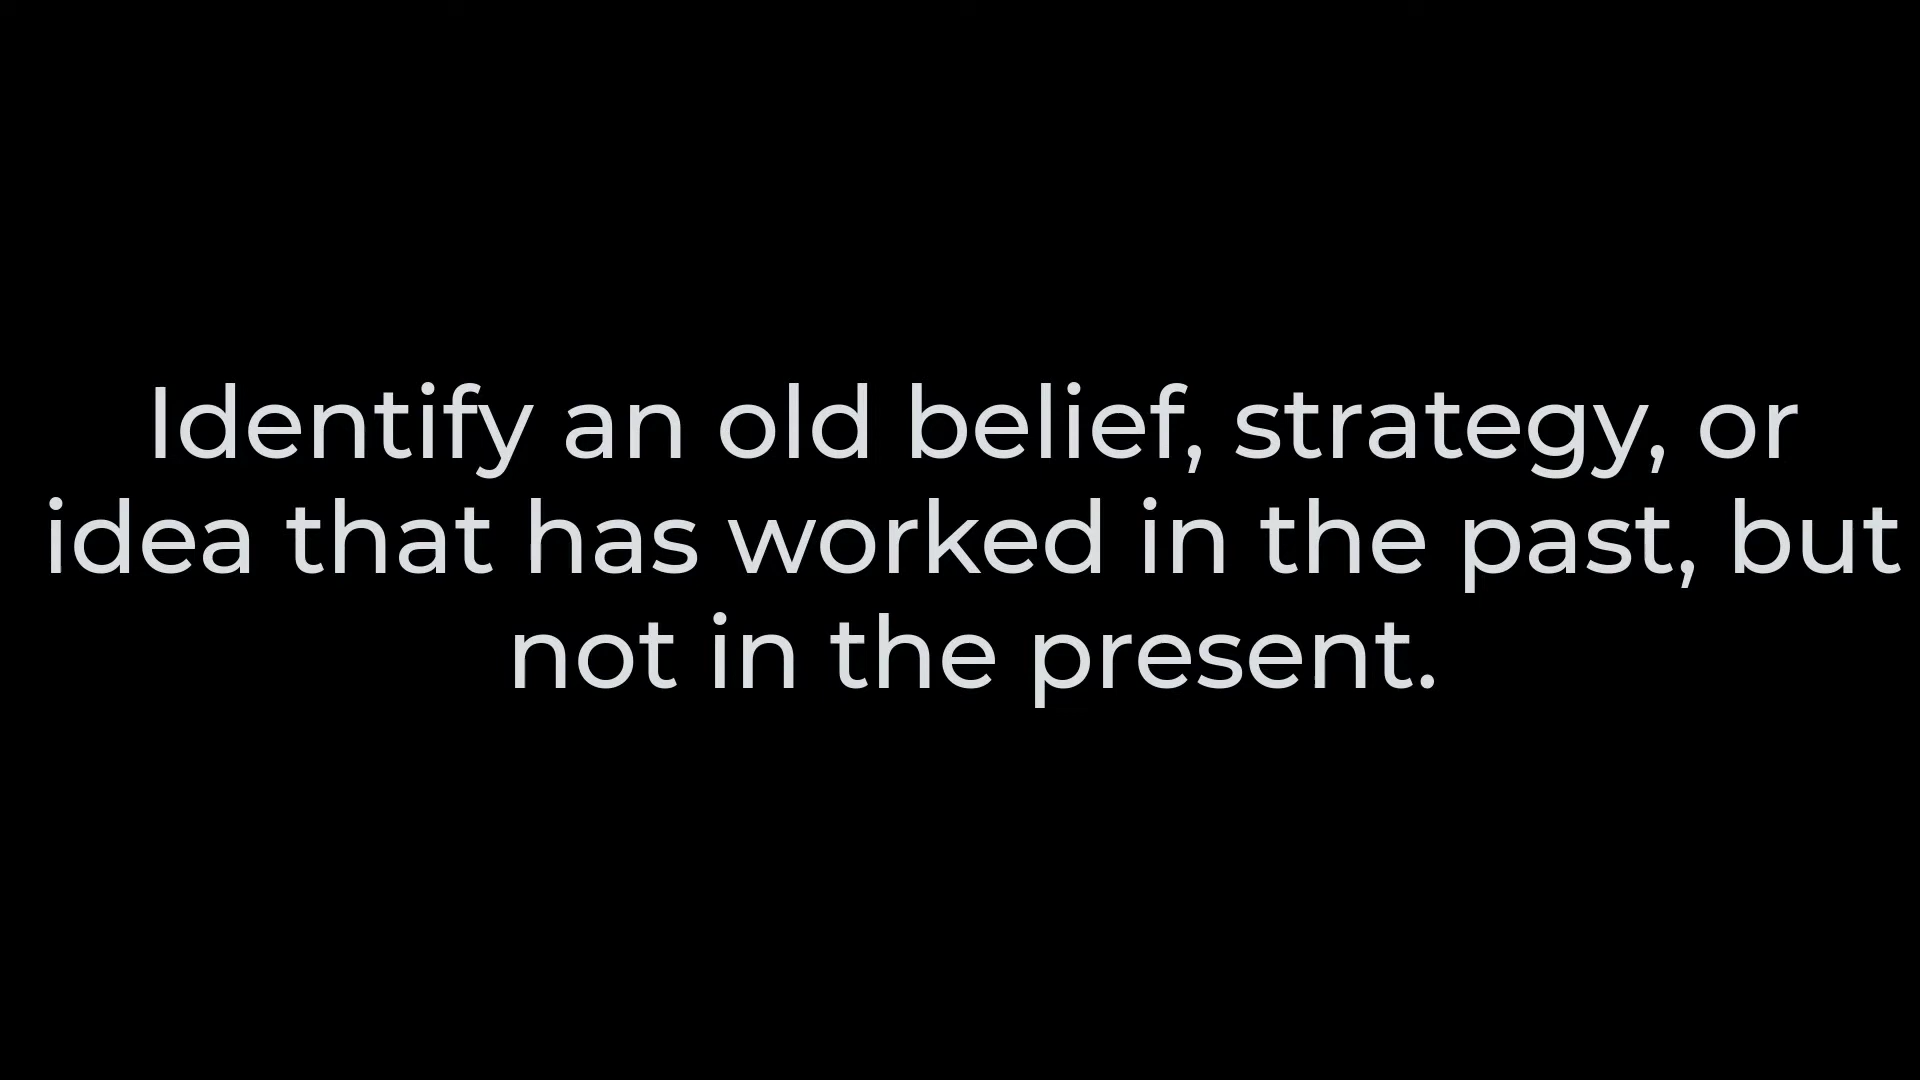 Identify an old belief, strategy, or
idea that has worked in the past, but
not in the present.